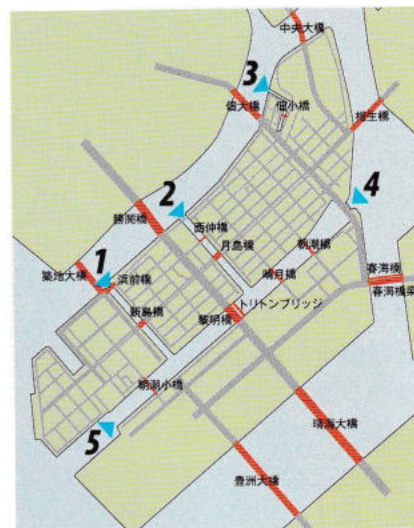 中央大橋
3
佃大橋
佃小橋
相生橋
2
4
勝鬨橋
西仲橋
月島橋
朝潮橋
1
築地大橋
浜前橋
晴月橋
春海橋
春海橋梁
トリトンブリッジ
新島橋
黎明橋
朝潮小橋
5
晴海大橋
豊洲大橋